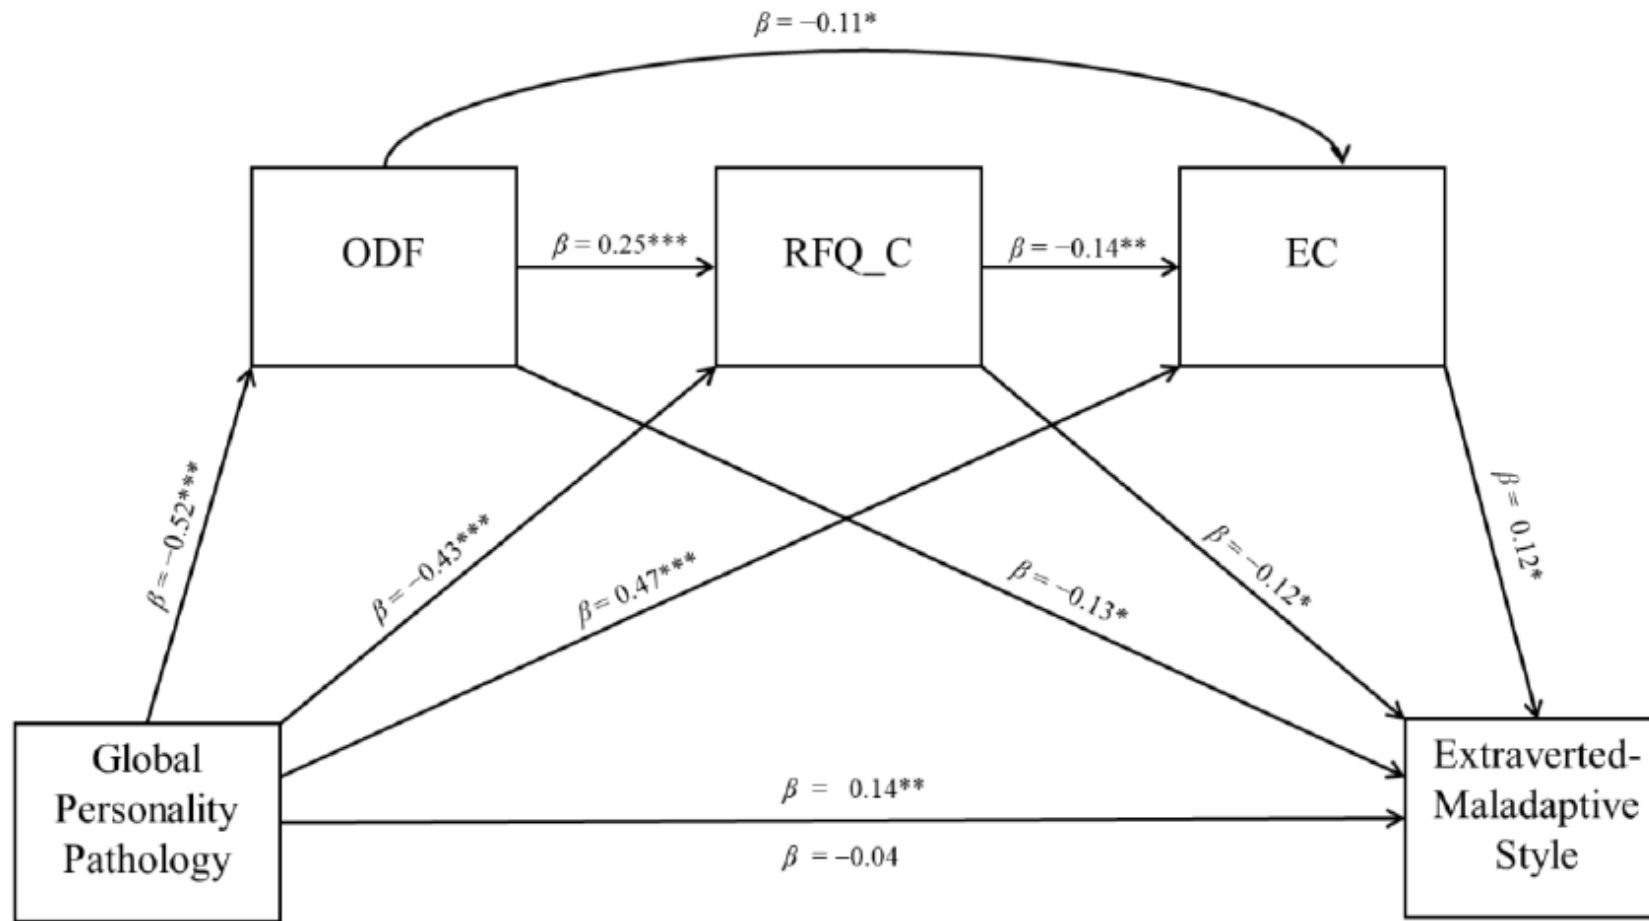 β = −0.11*
ODF
β = 0.25***
RFQ_C
β = −0.14**
EC
β = −0.52***
β = −0.43***
β = 0.47***
β = −0.13*
β = −0.12*
β = 0.12*
Global
Personality
Pathology
β = 0.14**
β = −0.04
Extraverted-
Maladaptive
Style